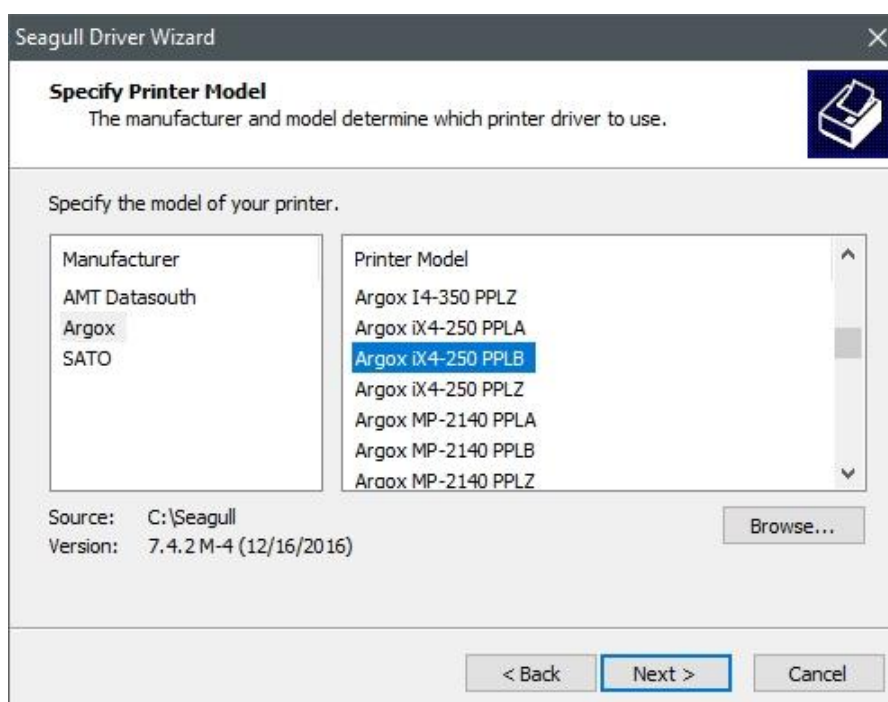 Seagull Driver Wizard
Specify Printer Model
The manufacturer and model determine which printer driver to use.
Specify the model of your printer.
Manufacturer
AMT Datasouth
Argox
SATO
Printer Model
Argox I4-350 PPLZ
Argox iX4-250 PPLA
Argox iX4-250 PPLB
Argox iX4-250 PPLZ
Argox MP-2140 PPLA
Argox MP-2140 PPLB
Argox MP-2140 PPLZ
Source: C:\Seagull
Version: 7.4.2 M-4 (12/16/2016)
Browse...
< Back
Next >
Cancel